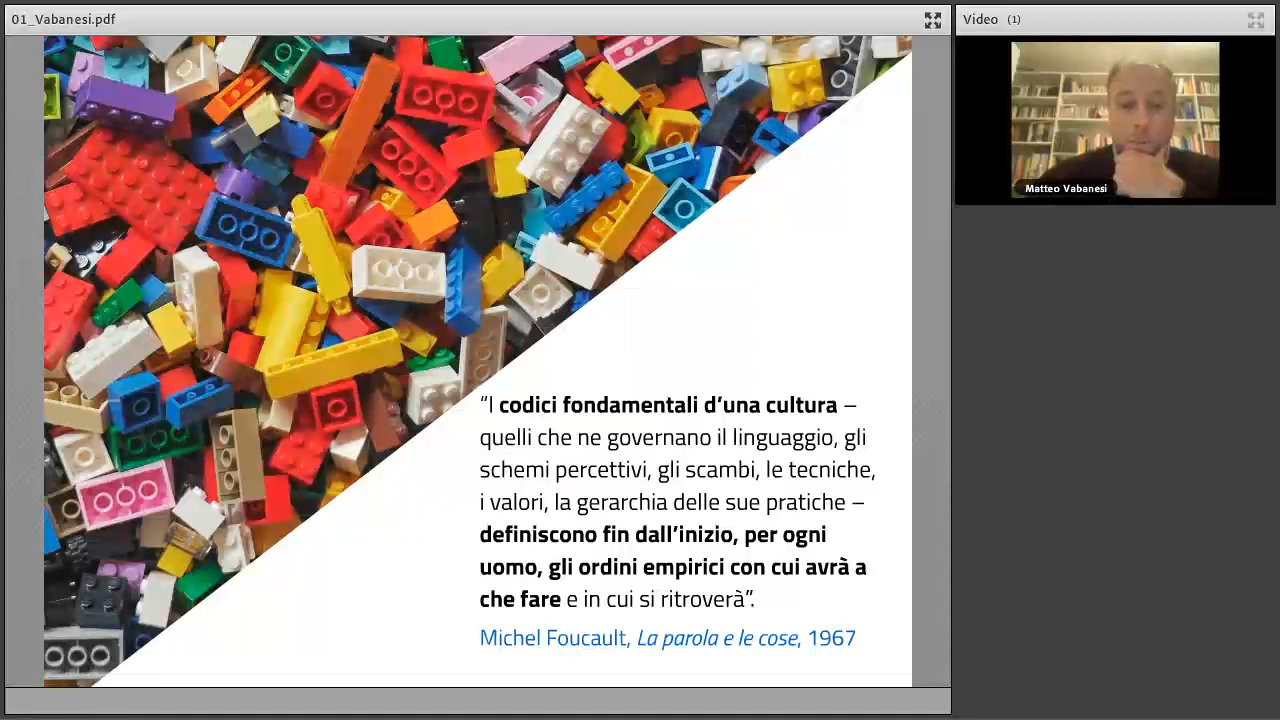 01_Vabanesi.pdf
Video (1)
Matteo Vabanesi
“I codici fondamentali d’una cultura –
quelli che ne governano il linguaggio, gli
schemi percettivi, gli scambi, le tecniche,
i valori, la gerarchia delle sue pratiche –
definiscono fin dall’inizio, per ogni
uomo, gli ordini empirici con cui avrà a
che fare e in cui si ritroverà”.
Michel Foucault, La parola e le cose, 1967